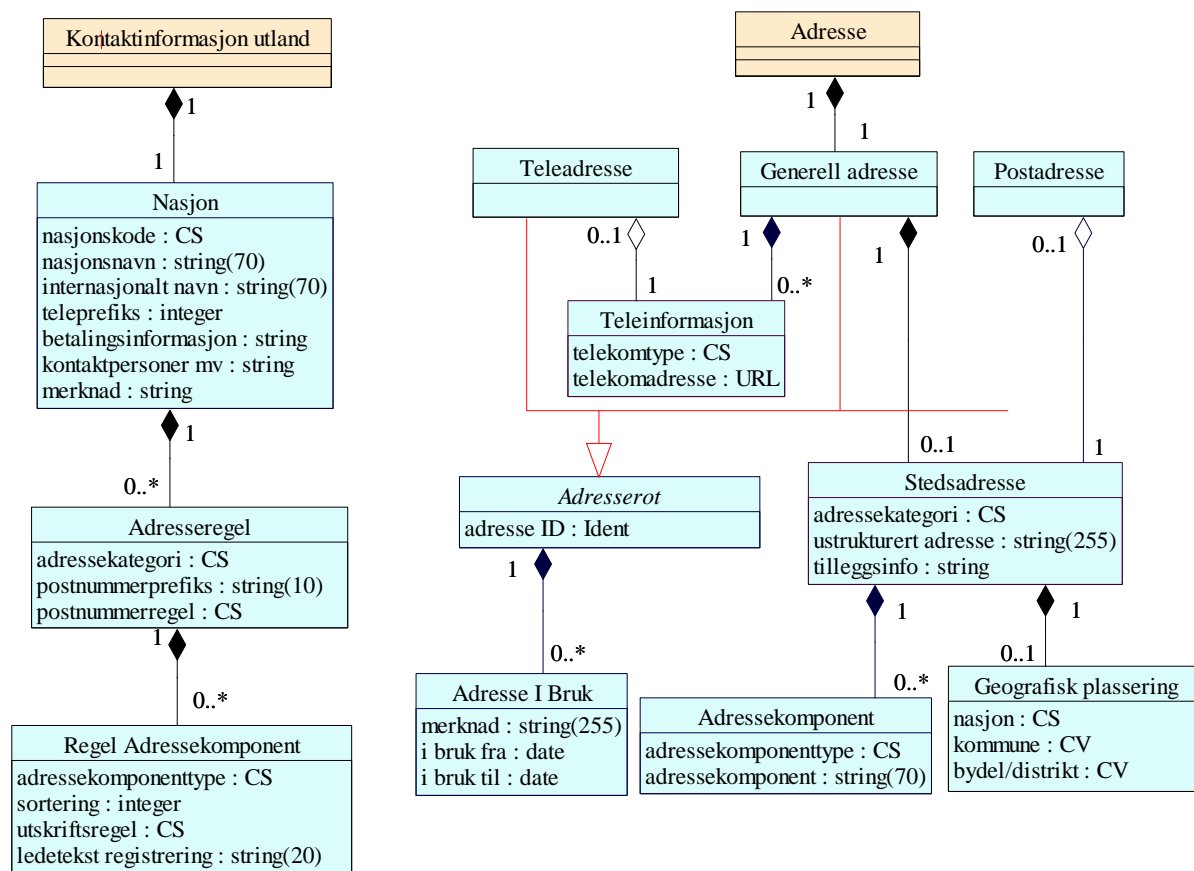 Kontaktinformasjon utland
1
1
Nasjon
nasjonskode : CS
nasjonsnavn : string(70)
internasjonalt navn : string(70)
teleprefiks : integer
betalingsinformasjon : string
kontaktpersoner mv : string
merknad : string
1
0..*
Adresseregel
adressekategori : CS
postnummerprefiks : string(10)
postnummerregel : CS
1
0..*
Regel Adressekomponent
adressekomponenttype : CS
sortering : integer
utskriftsregel : CS
ledetekst registrering : string(20)
Adresse
1
1
Teleadresse
Generell adresse
Postadresse
0..1
1
1
0..1
1
0..*
Teleinformasjon
telekomtype : CS
telekomadresse : URL
0..1
1
Adresserot
adresse ID : Ident
Stedsadresse
adressekategori : CS
ustrukturert adresse : string(255)
tilleggsinfo : string
1
1
1
0..*
0..*
0..1
Adresse I Bruk
merknad : string(255)
i bruk fra : date
i bruk til : date
Adressekomponent
adressekomponenttype : CS
adressekomponent : string(70)
Geografisk plassering
nasjon : CS
kommune : CV
bydel/distrikt : CV